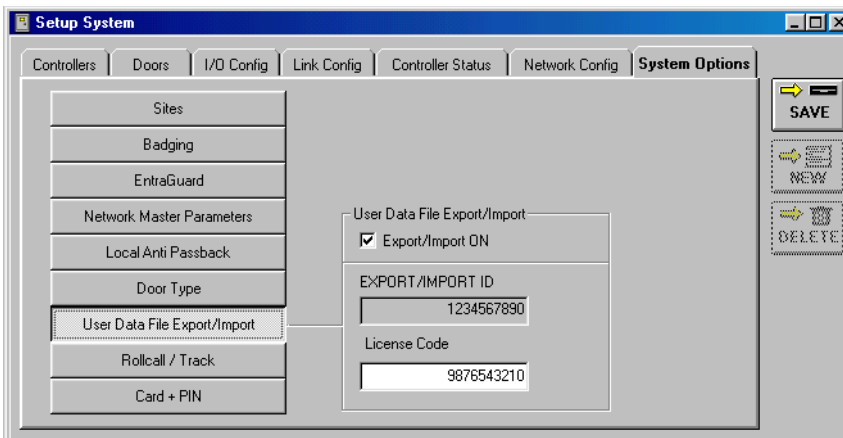 Setup System
Controllers Doors I/O Config Link Config Controller Status Network Config System Options
SAVE
NEW
DELETE
Sites
Badging
EntraGuard
Network Master Parameters
Local Anti Passback
Door Type
User Data File Export/Import
Rollcall / Track
Card + PIN
User Data File Export/Import
Export/Import ON
EXPORT/IMPORT ID
1234567890
License Code
9876543210